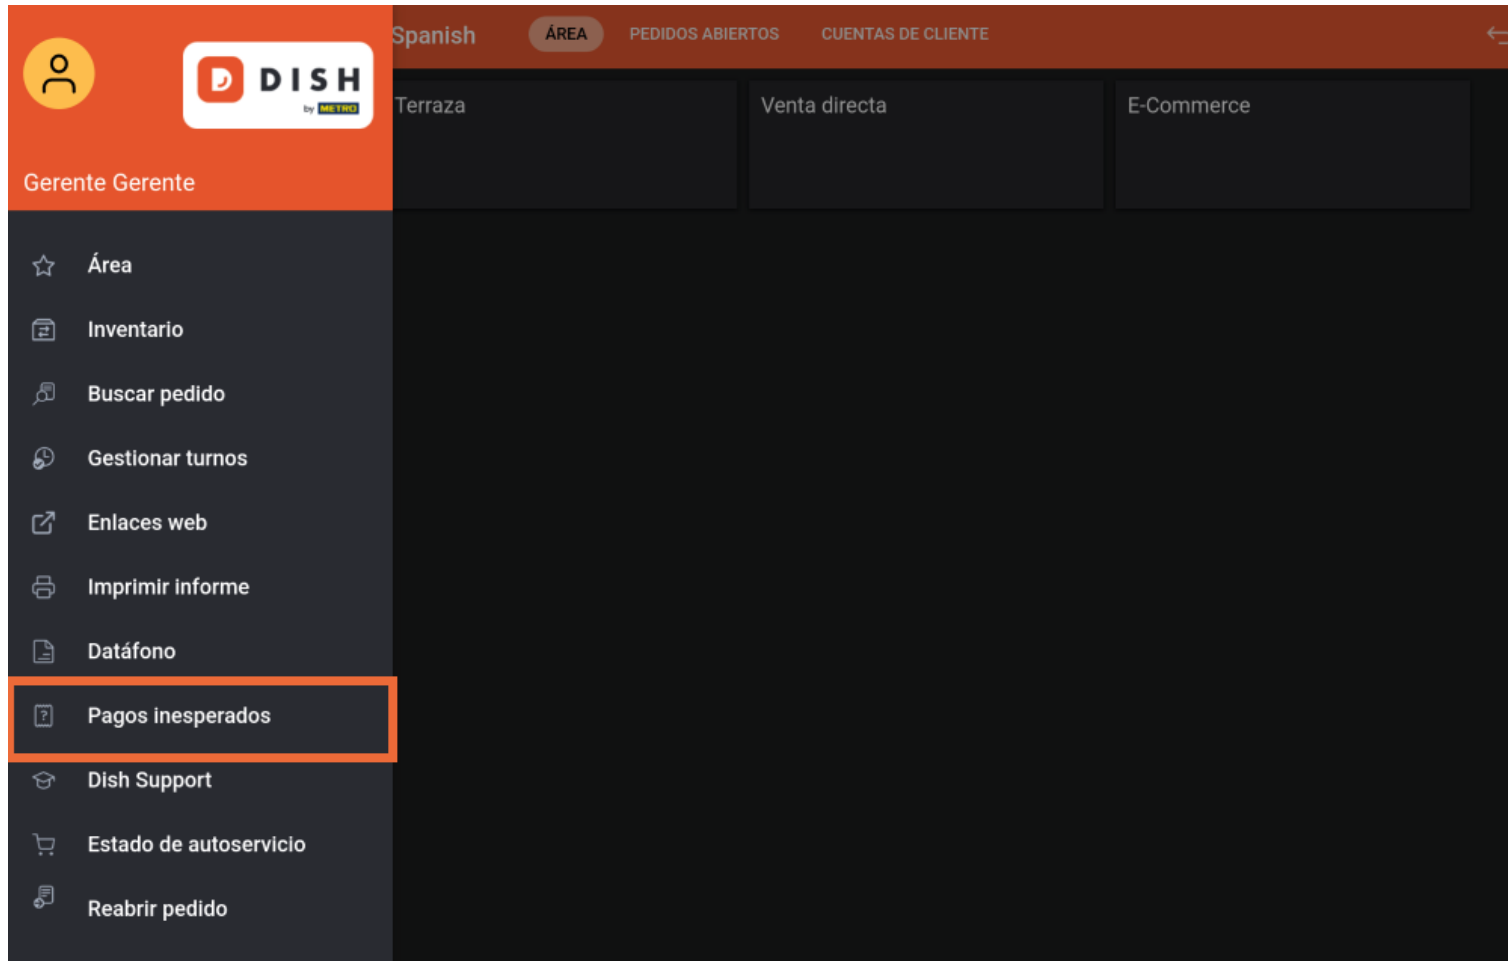 Spanish
ÁREA
PEDIDOS ABIERTOS
CUENTAS DE CLIENTE
D DISH
by METRO
Gerente Gerente
Terraza
Venta directa
E-Commerce
Área
Inventario
Buscar pedido
Gestionar turnos
Enlaces web
Imprimir informe
Datáfono
Pagos inesperados
Dish Support
Estado de autoservicio
Reabrir pedido